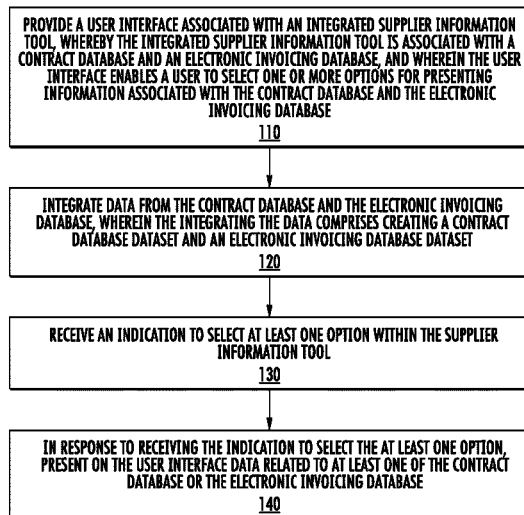 PROVIDE A USER INTERFACE ASSOCIATED WITH AN INTEGRATED SUPPLIER INFORMATION
TOOL, WHEREBY THE INTEGRATED SUPPLIER INFORMATION TOOL IS ASSOCIATED WITH A
CONTRACT DATABASE AND AN ELECTRONIC INVOICING DATABASE, AND WHEREIN THE USER
INTERFACE ENABLES A USER TO SELECT ONE OR MORE OPTIONS FOR PRESENTING
INFORMATION ASSOCIATED WITH THE CONTRACT DATABASE AND THE ELECTRONIC
INVOICING DATABASE
110
INTEGRATE DATA FROM THE CONTRACT DATABASE AND THE ELECTRONIC INVOICING
DATABASE, WHEREIN THE INTEGRATING THE DATA COMPRISES CREATING A CONTRACT
DATABASE DATASET AND AN ELECTRONIC INVOICING DATABASE DATASET
120
RECEIVE AN INDICATION TO SELECT AT LEAST ONE OPTION WITHIN THE SUPPLIER
INFORMATION TOOL
130
IN RESPONSE TO RECEIVING THE INDICATION TO SELECT THE AT LEAST ONE OPTION,
PRESENT ON THE USER INTERFACE DATA RELATED TO AT LEAST ONE OF THE CONTRACT
DATABASE OR THE ELECTRONIC INVOICING DATABASE
140